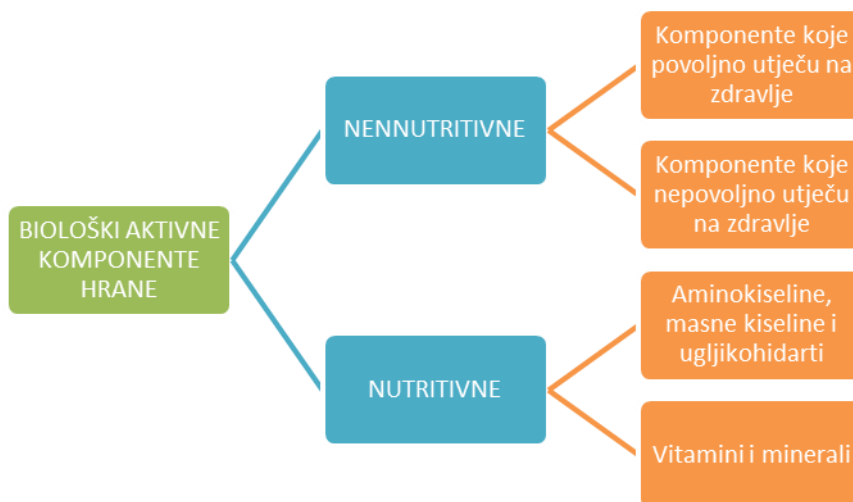 BIOLOŠKI AKTIVNE
KOMPONENTE
HRANE
NENNUTRITIVNE
Komponente koje
povoljno utječu na
zdravlje
Komponente koje
nepovoljno utječu
na zdravlje
NUTRITIVNE
Aminokiseline,
masne kiseline i
ugljikohidarti
Vitamini i minerali